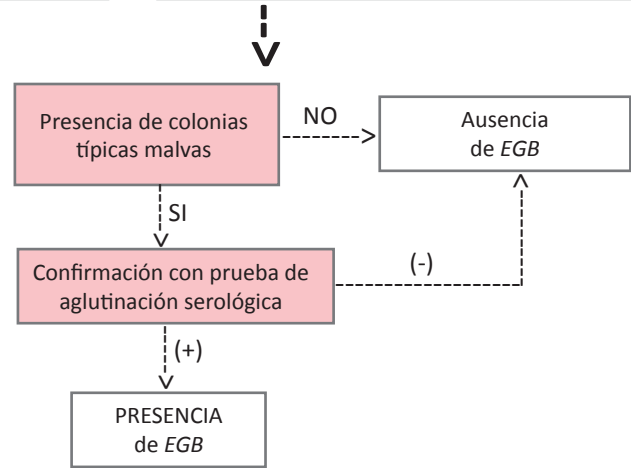 Presencia de colonias
típicas malvas
NO
Ausencia
de EGB
SI
Confirmación con prueba de
aglutinación serológica
(-)
(+)
PRESENCIA
de EGB